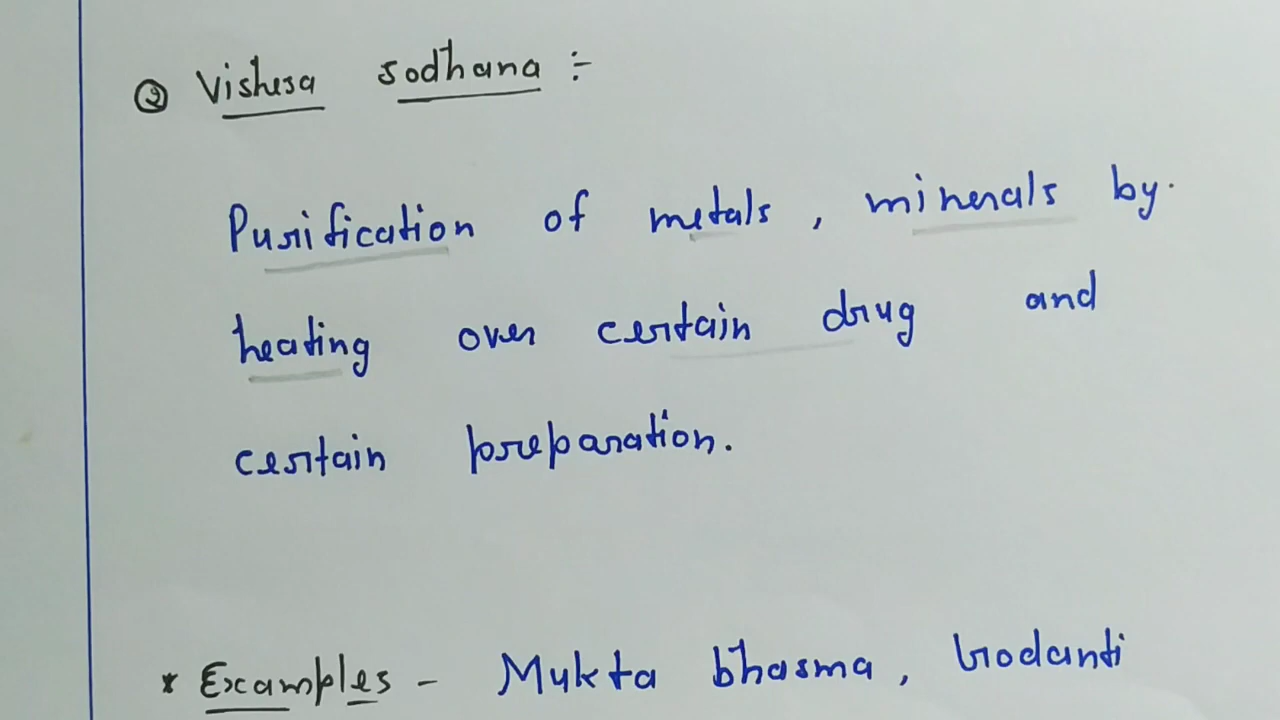 ② Vishesa sodhana :-
Purification of metals, minerals by.
heating over certain drug and
certain preparation.
* Examples - Mukta bhasma, Godanti